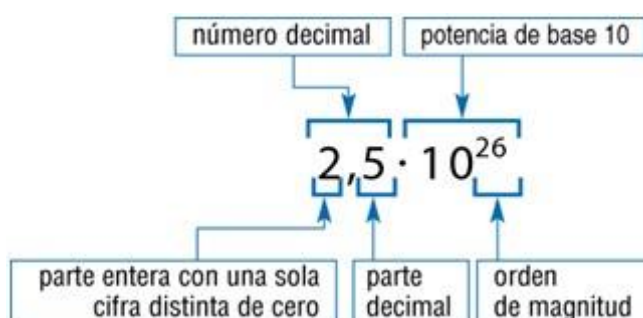 número decimal
potencia de base 10
2,5 · 10²⁶
parte entera con una sola
cifra distinta de cero
parte
decimal
orden
de magnitud